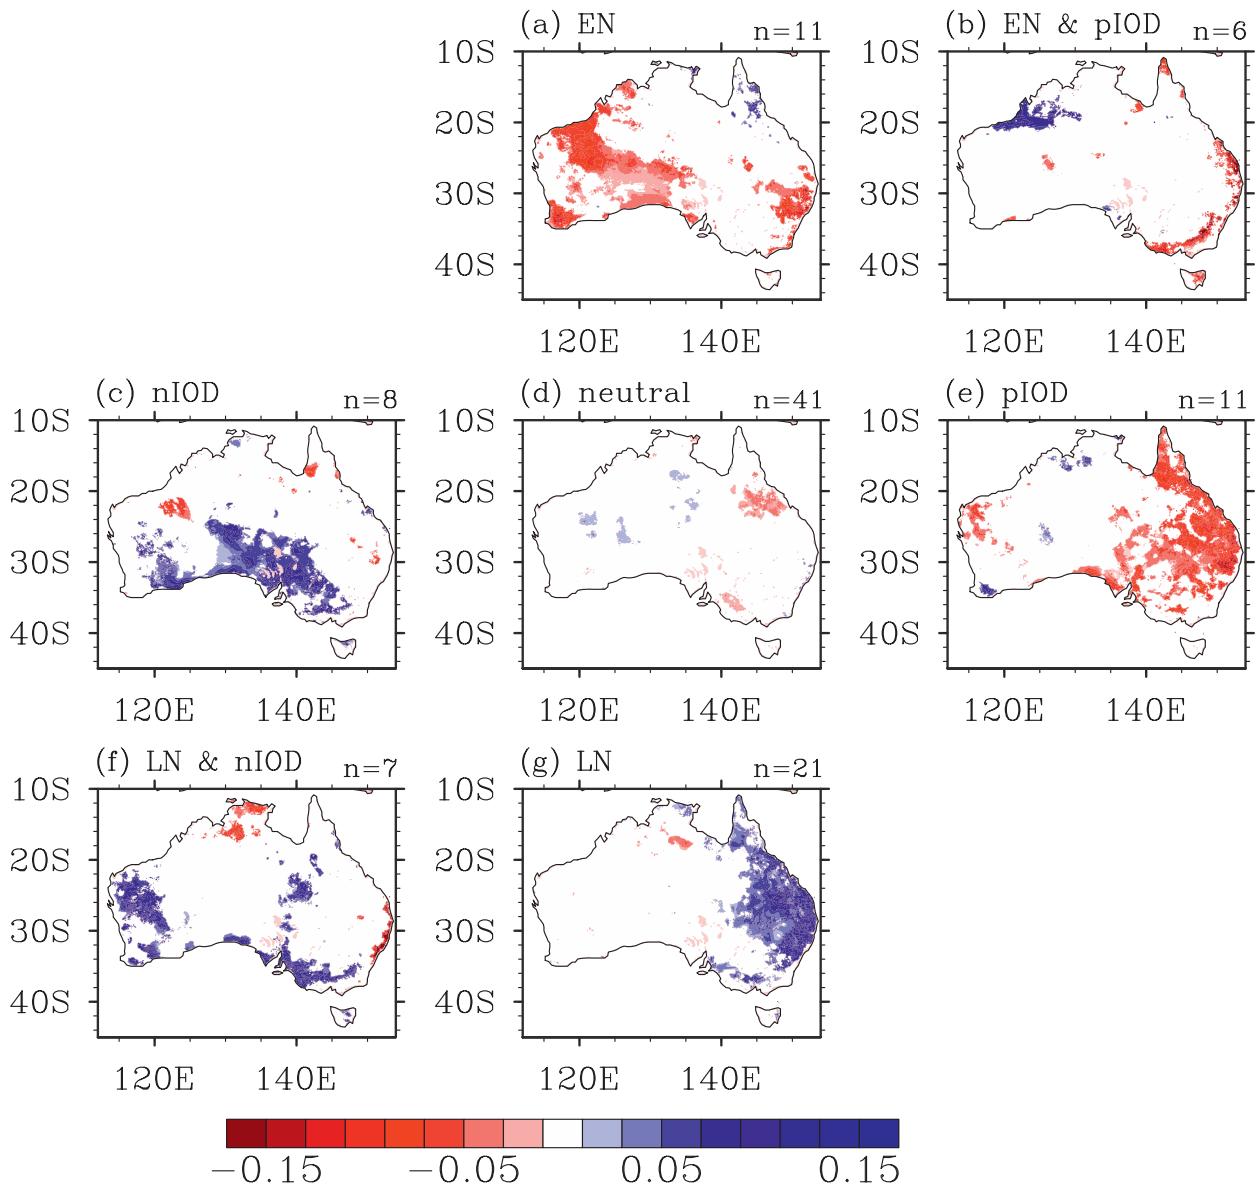 (a) EN n=11
(b) EN & pIOD n=6
10S
20S
30S
40S
120E 140E
10S
20S
30S
40S
120E 140E
(c) nIOD n=8
(d) neutral n=41
(e) pIOD n=11
10S
20S
30S
40S
120E 140E
10S
20S
30S
40S
120E 140E
10S
20S
30S
40S
120E 140E
(f) LN & nIOD n=7
(g) LN n=21
10S
20S
30S
40S
120E 140E
10S
20S
30S
40S
120E 140E
−0.15 −0.05 0.05 0.15